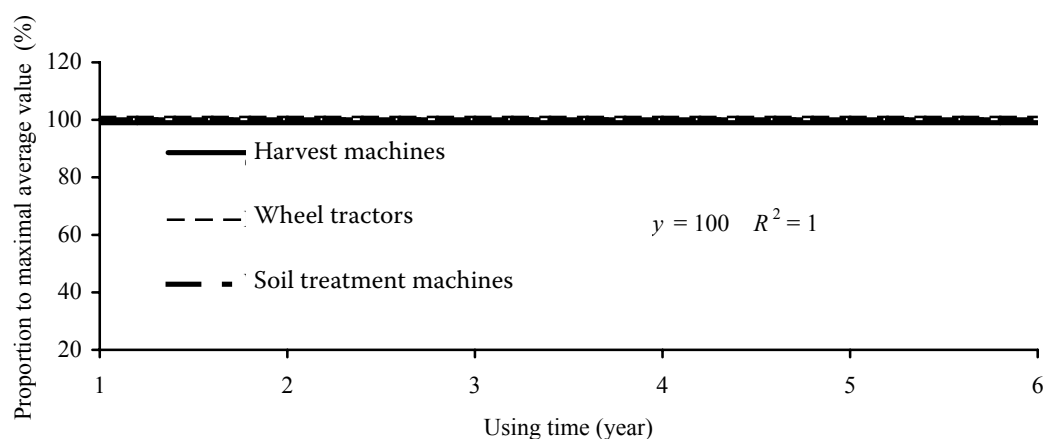 Proportion to maximal average value (%)
120
100
80
60
40
20
Harvest machines
Wheel tractors
y = 100 R² = 1
Soil treatment machines
1 2 3 4 5 6
Using time (year)